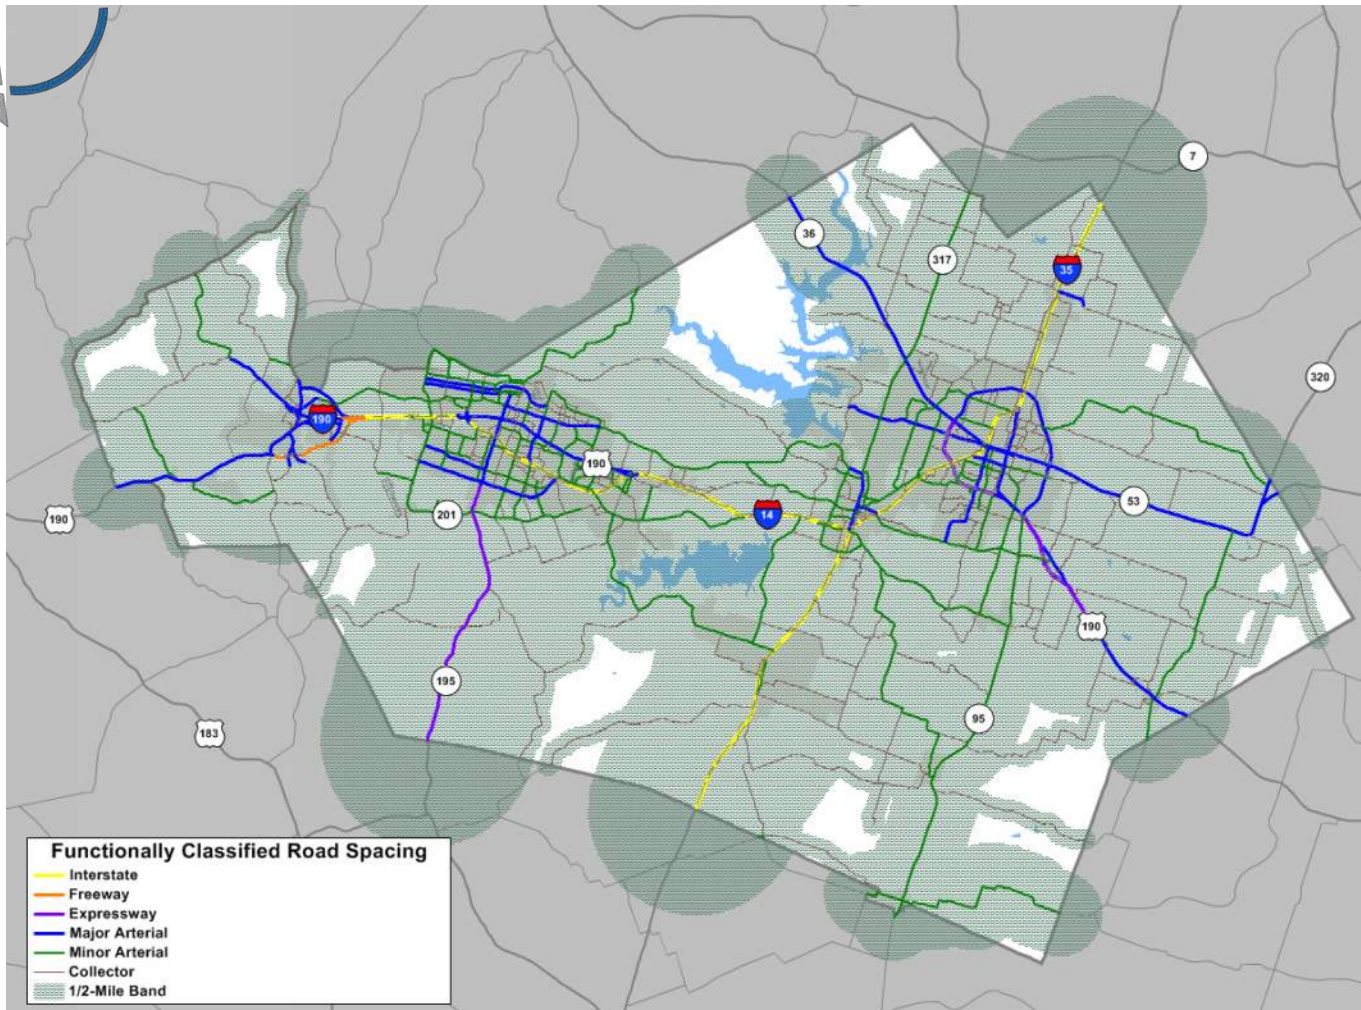 7
36
317
35
320
190
190
53
201
190
14
190
195
95
183
Functionally Classified Road Spacing
Interstate
Freeway
Expressway
Major Arterial
Minor Arterial
Collector
1/2-Mile Band